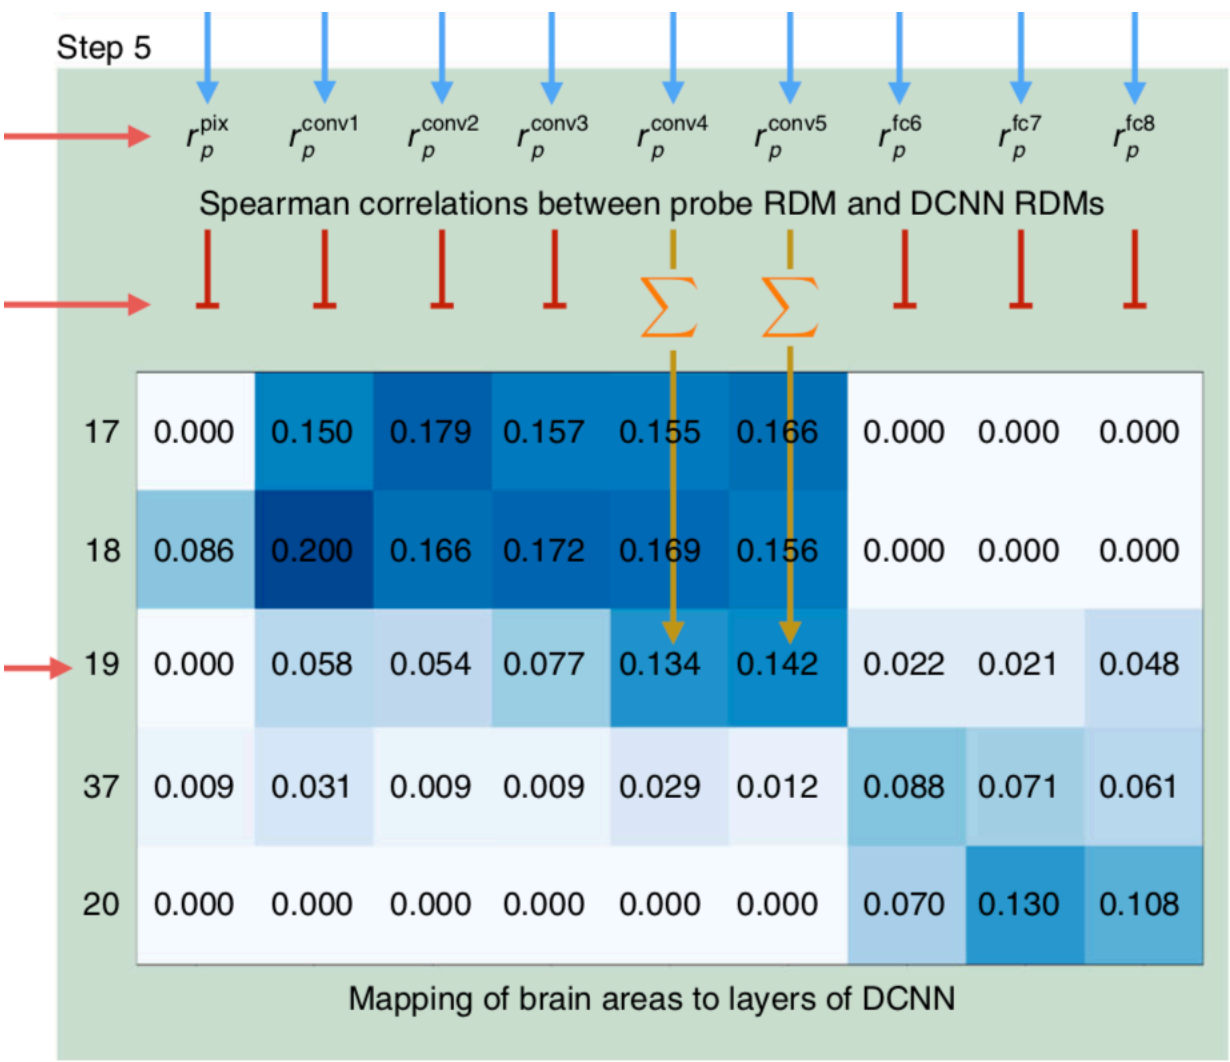 Step 5
r_p^pix r_p^conv1 r_p^conv2 r_p^conv3 r_p^conv4 r_p^conv5 r_p^fc6 r_p^fc7 r_p^fc8
Spearman correlations between probe RDM and DCNN RDMs
∑ ∑
17 0.000 0.150 0.179 0.157 0.155 0.166 0.000 0.000 0.000
18 0.086 0.200 0.166 0.172 0.169 0.156 0.000 0.000 0.000
19 0.000 0.058 0.054 0.077 0.134 0.142 0.022 0.021 0.048
37 0.009 0.031 0.009 0.009 0.029 0.012 0.088 0.071 0.061
20 0.000 0.000 0.000 0.000 0.000 0.000 0.070 0.130 0.108
Mapping of brain areas to layers of DCNN